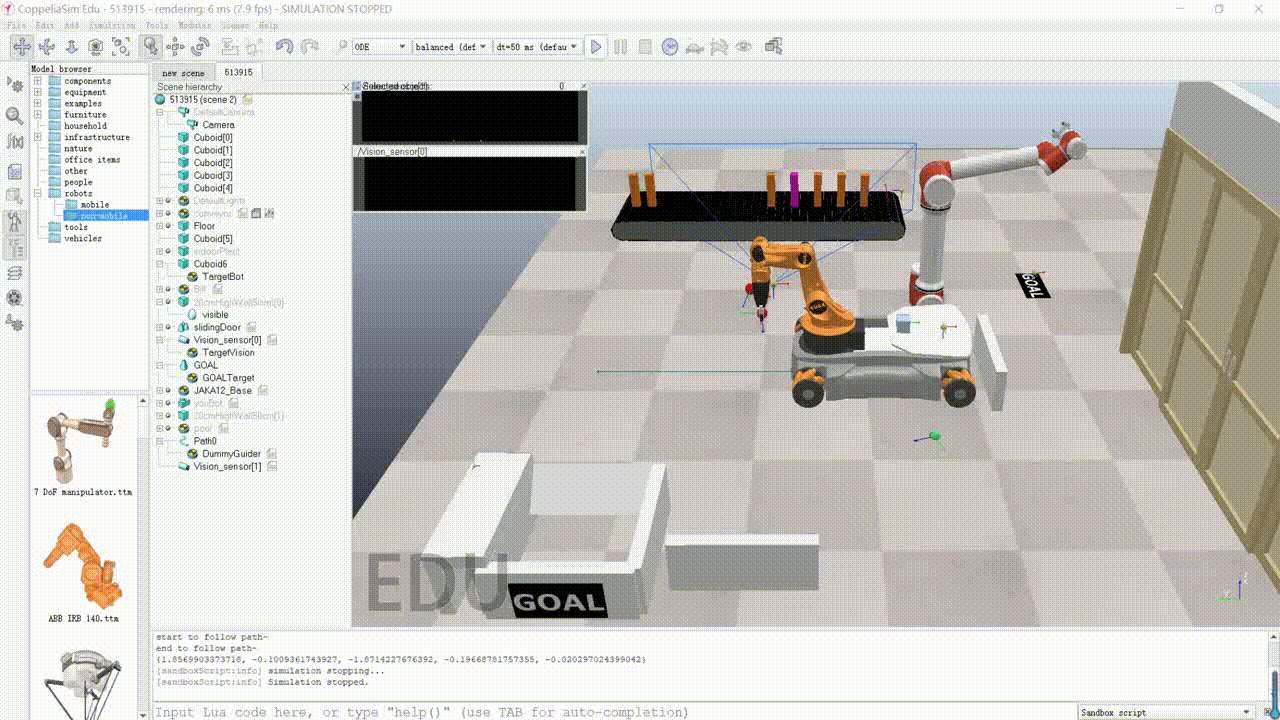 CoppeliaSim Edu - 513915 - rendering: 6 ms (7.9 fps) - SIMULATION STOPPED
File Edit Add Simulation Tools Modules Scenes Help
ODE
balanced (def
dt=50 ms (defau
Model browser
components
equipment
examples
furniture
household
infrastructure
nature
office items
other
people
robots
mobile
non-mobile
tools
vehicles
7 DoF manipulator.ttm
ABB IRB 140.ttm
new scene
513915
Scene hierarchy
513915 (scene 2)
DefaultCamera
Camera
Cuboid[0]
Cuboid[1]
Cuboid[2]
Cuboid[3]
Cuboid[4]
DefaultLights
Floor
Cuboid[5]
indoorPlant
Cuboid6
TargetBot
Bill
20cmHighWall50cm[0]
visible
slidingDoor
Vision_sensor[0]
TargetVision
GOAL
GOALTarget
JAKA12_Base
youBot
20cmHighWall50cm[1]
Path0
DummyGuider
Vision_sensor[1]
0
/Vision_sensor[0]
KUKA
GOAL
EDU
GOAL
start to follow path~
end to follow path~
{1.8569903373718, -0.1009361743927, -1.8714227676392, -0.19668781757355, -0.020297024399042}
[sandboxScript:info] simulation stopping...
[sandboxScript:info] Simulation stopped.
Input Lua code here, or type "help()" (use TAB for auto-completion)
Sandbox script